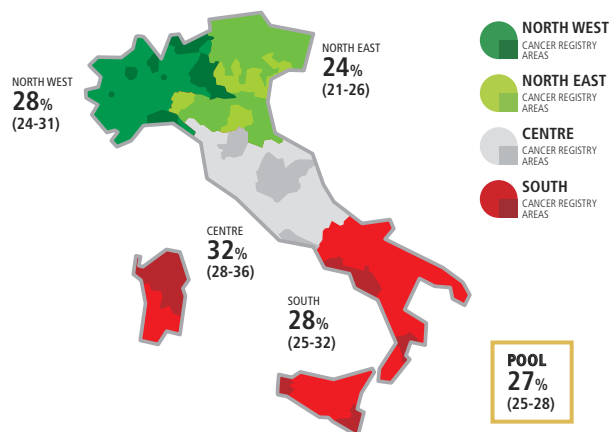 NORTH WEST
28%
(24-31)
NORTH EAST
24%
(21-26)
CENTRE
32%
(28-36)
SOUTH
28%
(25-32)
NORTH WEST
CANCER REGISTRY
AREAS
NORTH EAST
CANCER REGISTRY
AREAS
CENTRE
CANCER REGISTRY
AREAS
SOUTH
CANCER REGISTRY
AREAS
POOL
27%
(25-28)